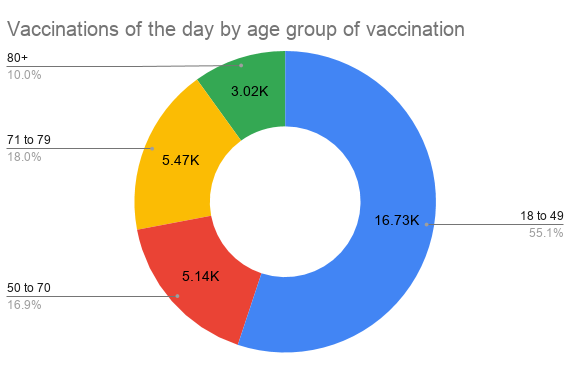 Vaccinations of the day by age group of vaccination
80+
10.0%
3.02K
71 to 79
18.0%
5.47K
16.73K
18 to 49
55.1%
50 to 70
16.9%
5.14K